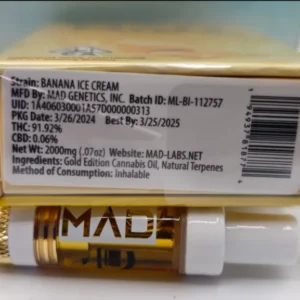 Strain: BANANA ICE CREAM
MFD By: MAD GENETICS, INC. Batch ID: ML-BI-112757
UID: 1A406030001A57D000000313
PKG Date: 3/26/2024 Best By: 3/25/2025
THC: 91.92%
CBD: 0.06%
Net: 2000mg (.07oz) Website: MAD-LABS.NET
Ingredients: Gold Edition Cannabis Oil, Natural Terpenes
Method of Consumption: Inhalable
MAD